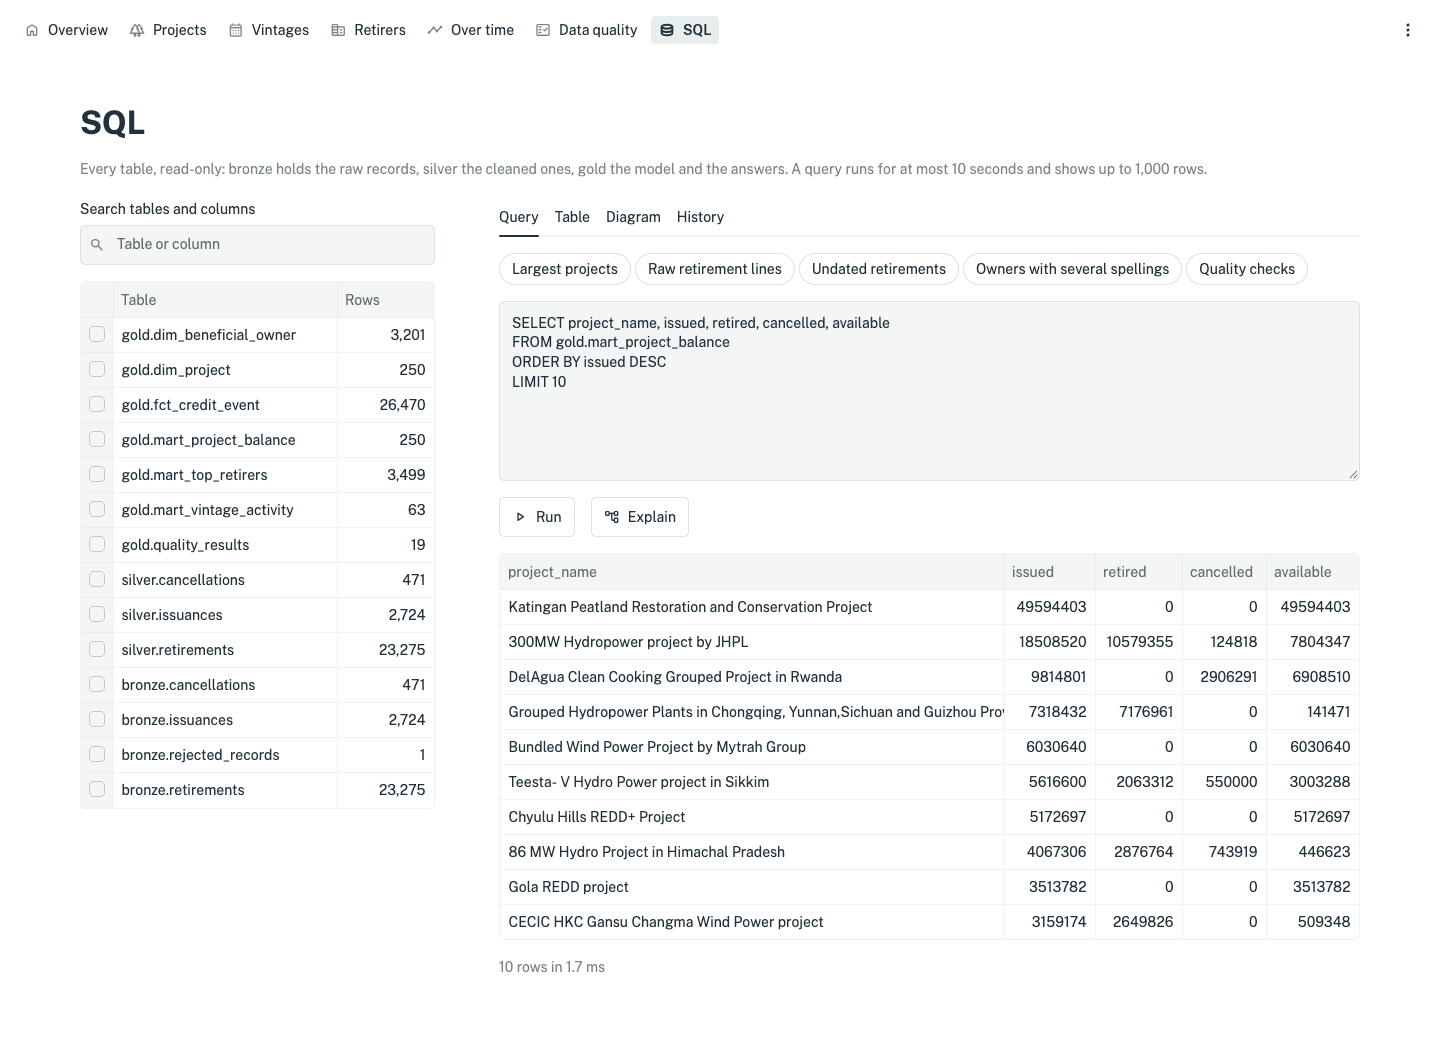 Overview Projects Vintages Retirers Over time Data quality SQL
SQL
Every table, read-only: bronze holds the raw records, silver the cleaned ones, gold the model and the answers. A query runs for at most 10 seconds and shows up to 1,000 rows.
Search tables and columns
Table or column
Table Rows
gold.dim_beneficial_owner 3,201
gold.dim_project 250
gold.fct_credit_event 26,470
gold.mart_project_balance 250
gold.mart_top_retirers 3,499
gold.mart_vintage_activity 63
gold.quality_results 19
silver.cancellations 471
silver.issuances 2,724
silver.retirements 23,275
bronze.cancellations 471
bronze.issuances 2,724
bronze.rejected_records 1
bronze.retirements 23,275
Query Table Diagram History
Largest projects Raw retirement lines Undated retirements Owners with several spellings Quality checks
SELECT project_name, issued, retired, cancelled, available
FROM gold.mart_project_balance
ORDER BY issued DESC
LIMIT 10
Run Explain
project_name issued retired cancelled available
Katingan Peatland Restoration and Conservation Project 49594403 0 0 49594403
300MW Hydropower project by JHPL 18508520 10579355 124818 7804347
DelAgua Clean Cooking Grouped Project in Rwanda 9814801 0 2906291 6908510
Grouped Hydropower Plants in Chongqing, Yunnan,Sichuan and Guizhou Prov 7318432 7176961 0 141471
Bundled Wind Power Project by Mytrah Group 6030640 0 0 6030640
Teesta- V Hydro Power project in Sikkim 5616600 2063312 550000 3003288
Chyulu Hills REDD+ Project 5172697 0 0 5172697
86 MW Hydro Project in Himachal Pradesh 4067306 2876764 743919 446623
Gola REDD project 3513782 0 0 3513782
CECIC HKC Gansu Changma Wind Power project 3159174 2649826 0 509348
10 rows in 1.7 ms